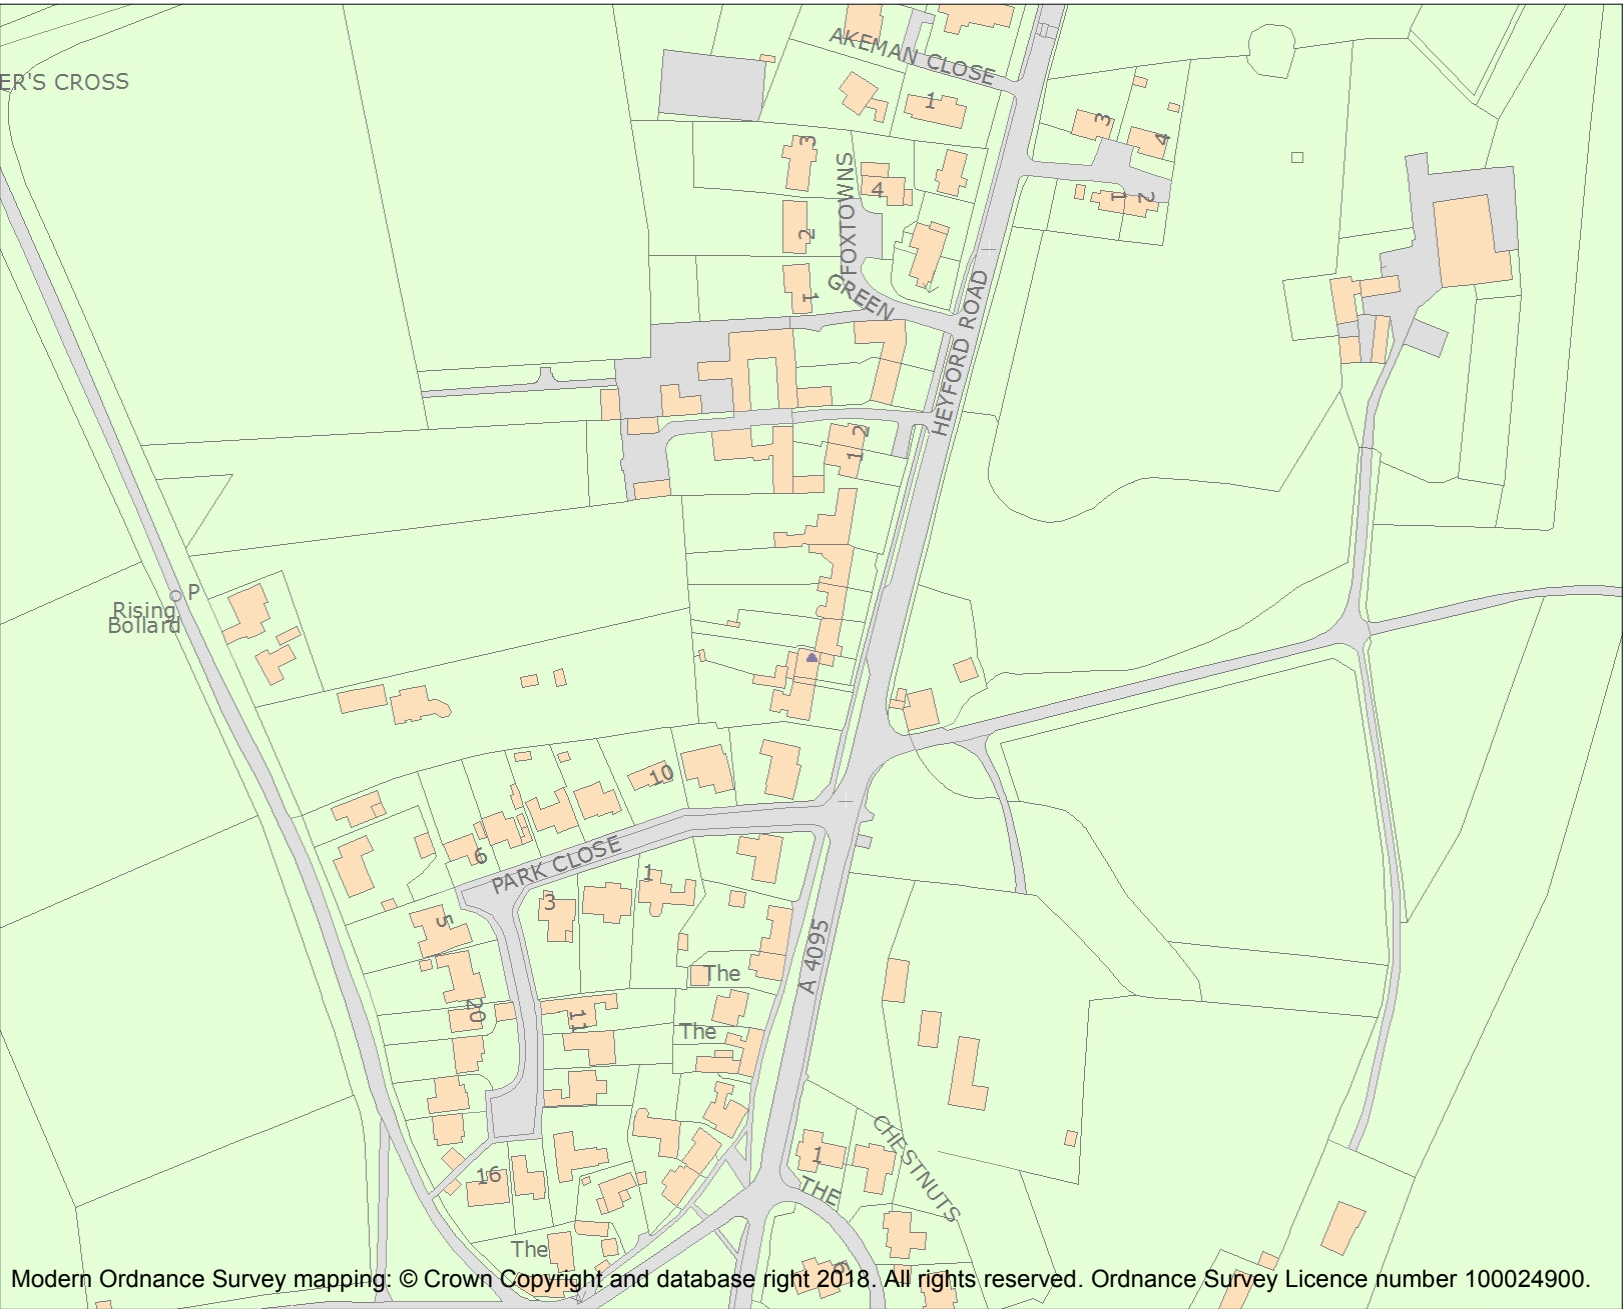 AKEMAN CLOSE
ER'S CROSS
1
3
4
3
FOXTOWNS
4
1
2
2
GREEN
1
HEYFORD ROAD
2
1
P
Rising
Bollard
10
PARK CLOSE
6
1
3
5
A 4095
The
20
11
The
CHESTNUTS
1
16
THE
The
6
Modern Ordnance Survey mapping: © Crown Copyright and database right 2018. All rights reserved. Ordnance Survey Licence number 100024900.